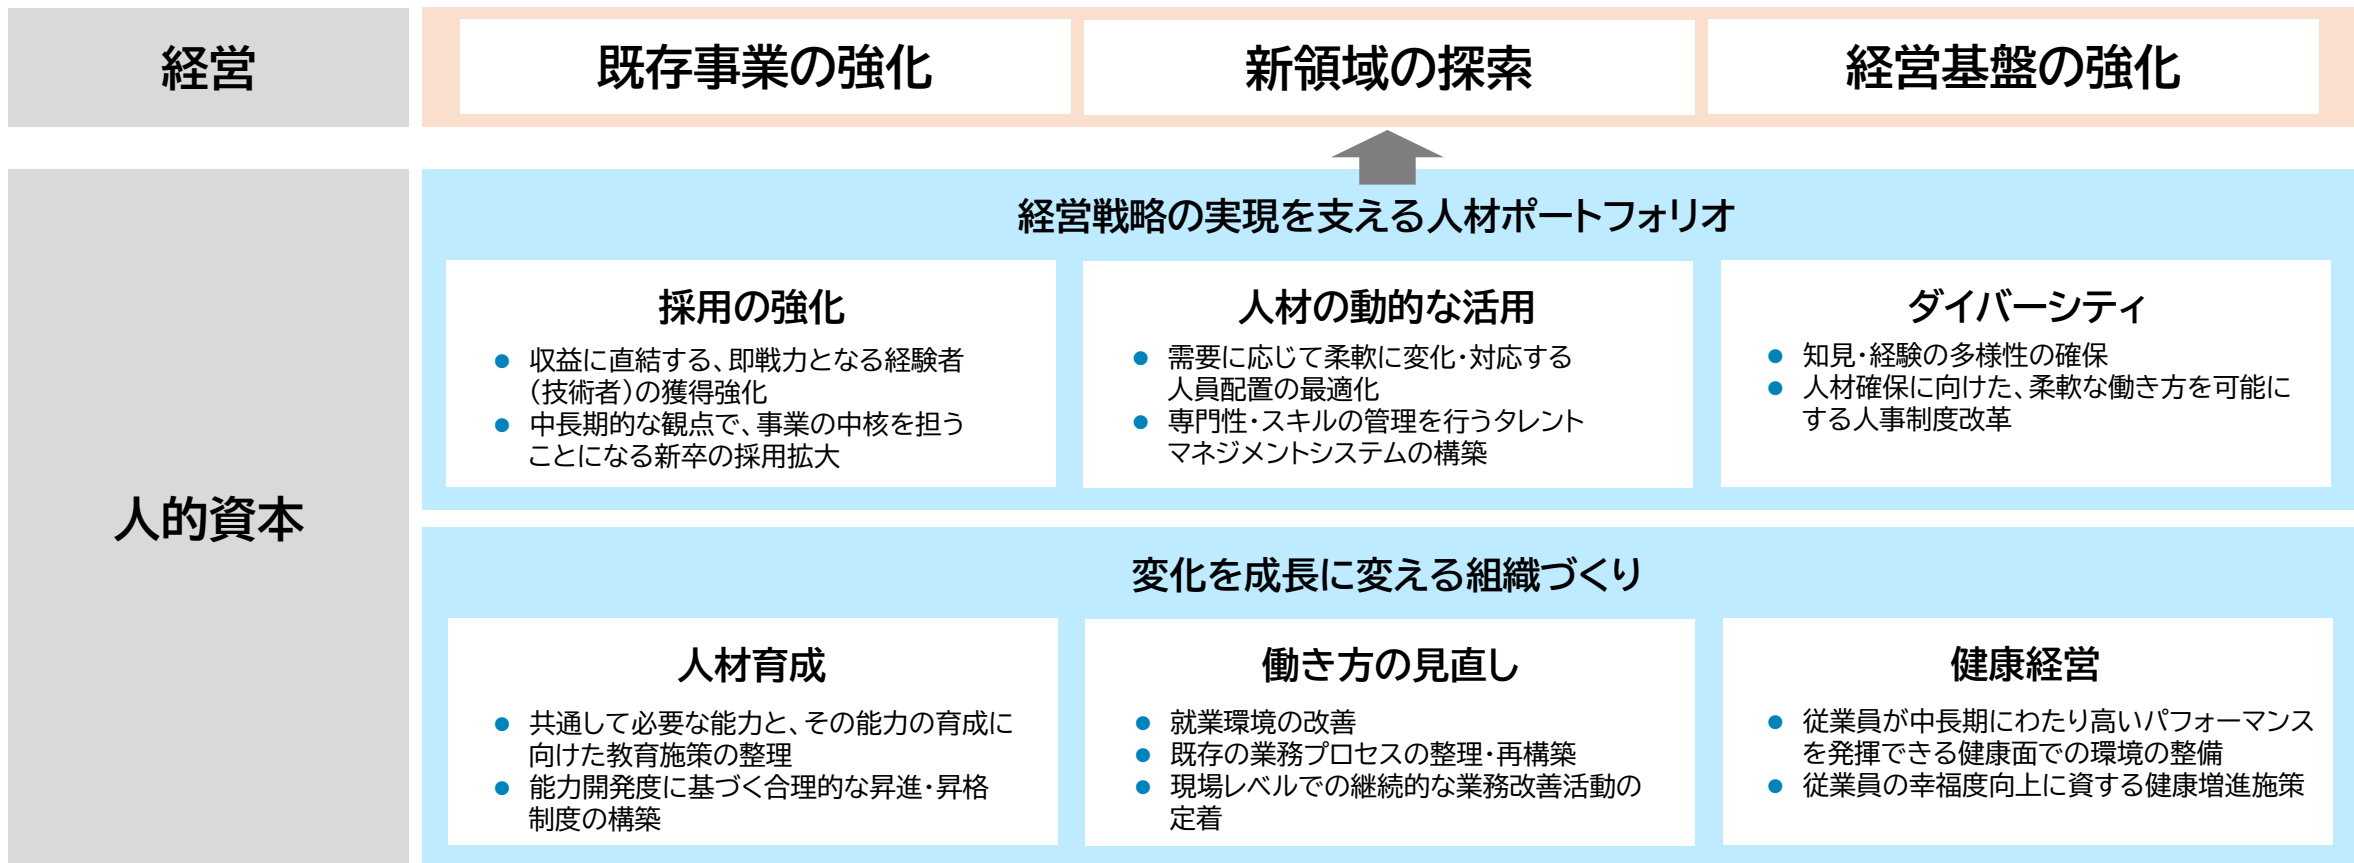 経営
既存事業の強化
新領域の探索
経営基盤の強化
人的資本
経営戦略の実現を支える人材ポートフォリオ
採用の強化
● 収益に直結する、即戦力となる経験者
（技術者）の獲得強化
● 中長期的な観点で、事業の中核を担う
ことになる新卒の採用拡大
人材の動的な活用
● 需要に応じて柔軟に変化・対応する
人員配置の最適化
● 専門性・スキルの管理を行うタレント
マネジメントシステムの構築
ダイバーシティ
● 知見・経験の多様性の確保
● 人材確保に向けた、柔軟な働き方を可能に
する人事制度改革
変化を成長に変える組織づくり
人材育成
● 共通して必要な能力と、その能力の育成に
向けた教育施策の整理
● 能力開発度に基づく合理的な昇進・昇格
制度の構築
働き方の見直し
● 就業環境の改善
● 既存の業務プロセスの整理・再構築
● 現場レベルでの継続的な業務改善活動の
定着
健康経営
● 従業員が中長期にわたり高いパフォーマンス
を発揮できる健康面での環境の整備
● 従業員の幸福度向上に資する健康増進施策